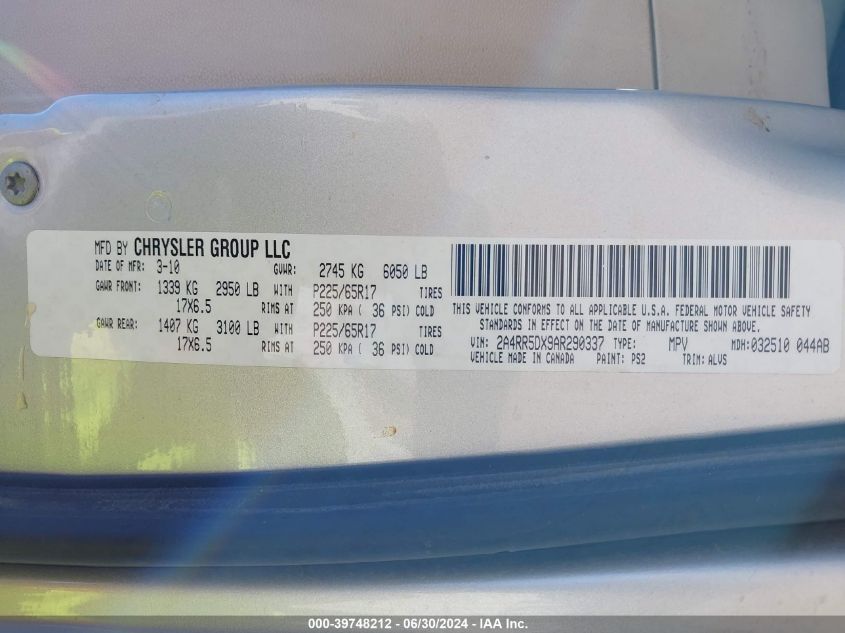 MFD BY CHRYSLER GROUP LLC
DATE OF MFR: 3-10 GVWR: 2745 KG 6050 LB
GAWR FRONT: 1339 KG 2950 LB WITH P225/65R17 TIRES
17X6.5 RIMS AT 250 KPA ( 36 PSI) COLD
GAWR REAR: 1407 KG 3100 LB WITH P225/65R17 TIRES
17X6.5 RIMS AT 250 KPA ( 36 PSI) COLD
THIS VEHICLE CONFORMS TO ALL APPLICABLE U.S.A. FEDERAL MOTOR VEHICLE SAFETY
STANDARDS IN EFFECT ON THE DATE OF MANUFACTURE SHOWN ABOVE.
VIN: 2A4RR5DX9AR290337 TYPE: MPV MDH:032510 044AB
VEHICLE MADE IN CANADA PAINT: PS2 TRIM: ALVS
000-39748212 - 06/30/2024 - IAA Inc.